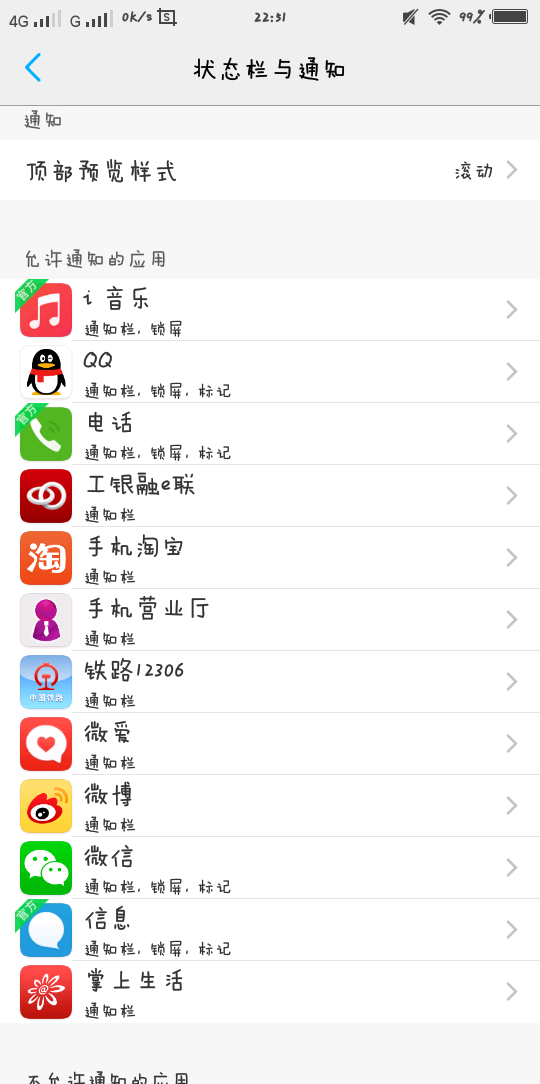 4G G 0K/s S 22:51 99%
状态栏与通知
通知
顶部预览样式 滚动
允许通知的应用
官方
i 音乐
通知栏, 锁屏
QQ
通知栏, 锁屏, 标记
官方
电话
通知栏, 锁屏, 标记
工银融e联
通知栏
淘
手机淘宝
通知栏
手机营业厅
通知栏
中国铁路
铁路12306
通知栏
微爱
通知栏
微博
通知栏
微信
通知栏, 锁屏, 标记
官方
信息
通知栏, 锁屏, 标记
掌上生活
通知栏
不允许通知的应用